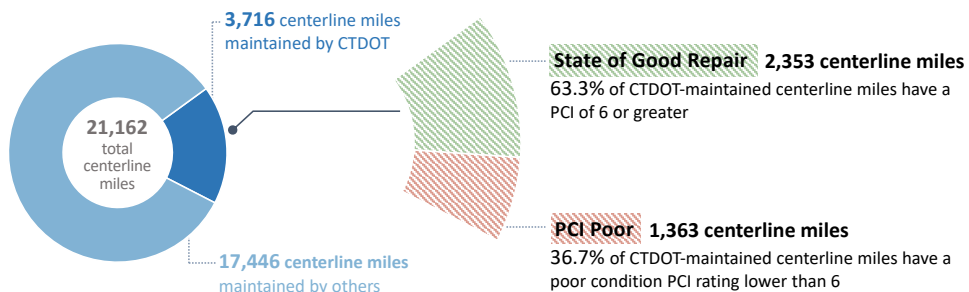 3,716 centerline miles
maintained by CTDOT
21,162
total
centerline
miles
17,446 centerline miles
maintained by others
State of Good Repair 2,353 centerline miles
63.3% of CTDOT-maintained centerline miles have a
PCI of 6 or greater
PCI Poor 1,363 centerline miles
36.7% of CTDOT-maintained centerline miles have a
poor condition PCI rating lower than 6